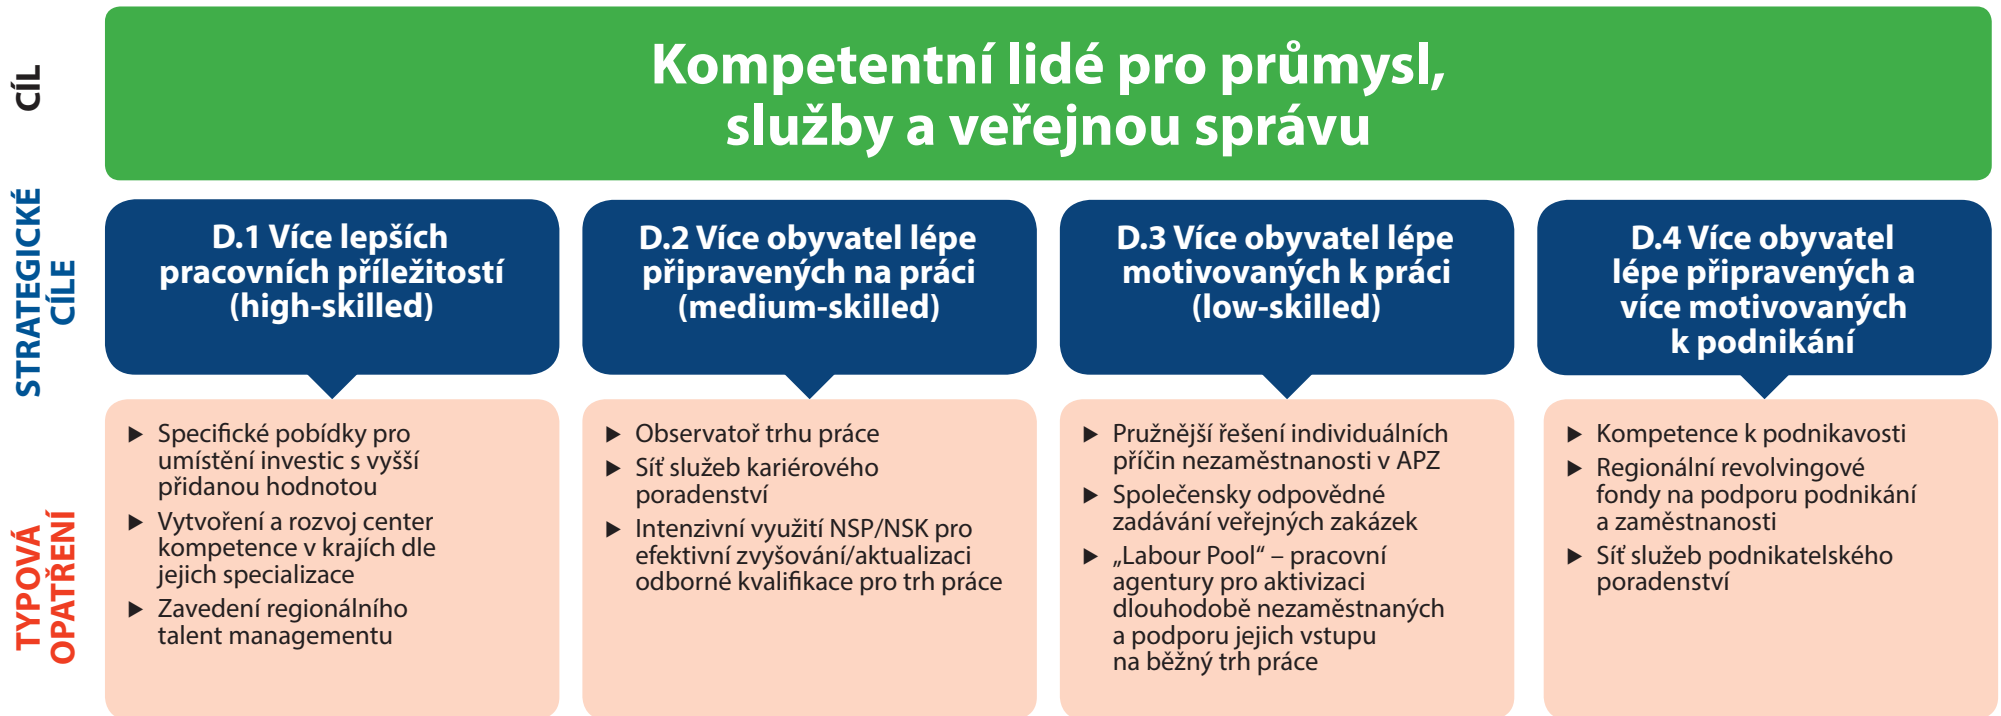 CÍL
Kompetentní lidé pro průmysl,
služby a veřejnou správu
STRATEGICKÉ
CÍLE
D.1 Více lepších
pracovních příležitostí
(high-skilled)
D.2 Více obyvatel lépe
připravených na práci
(medium-skilled)
D.3 Více obyvatel lépe
motivovaných k práci
(low-skilled)
D.4 Více obyvatel
lépe připravených a
více motivovaných
k podnikání
TYPOVÁ
OPATŘENÍ
▶ Specifické pobídky pro
umístění investic s vyšší
přidanou hodnotou
▶ Vytvoření a rozvoj center
kompetence v krajích dle
jejich specializace
▶ Zavedení regionálního
talent managementu
▶ Observatoř trhu práce
▶ Síť služeb kariérového
poradenství
▶ Intenzivní využití NSP/NSK pro
efektivní zvyšování/aktualizaci
odborné kvalifikace pro trh práce
▶ Pružnější řešení individuálních
příčin nezaměstnanosti v APZ
▶ Společensky odpovědné
zadávání veřejných zakázek
▶ „Labour Pool“ – pracovní
agentury pro aktivizaci
dlouhodobě nezaměstnaných
a podporu jejich vstupu
na běžný trh práce
▶ Kompetence k podnikavosti
▶ Regionální revolvingové
fondy na podporu podnikání
a zaměstnanosti
▶ Síť služeb podnikatelského
poradenství